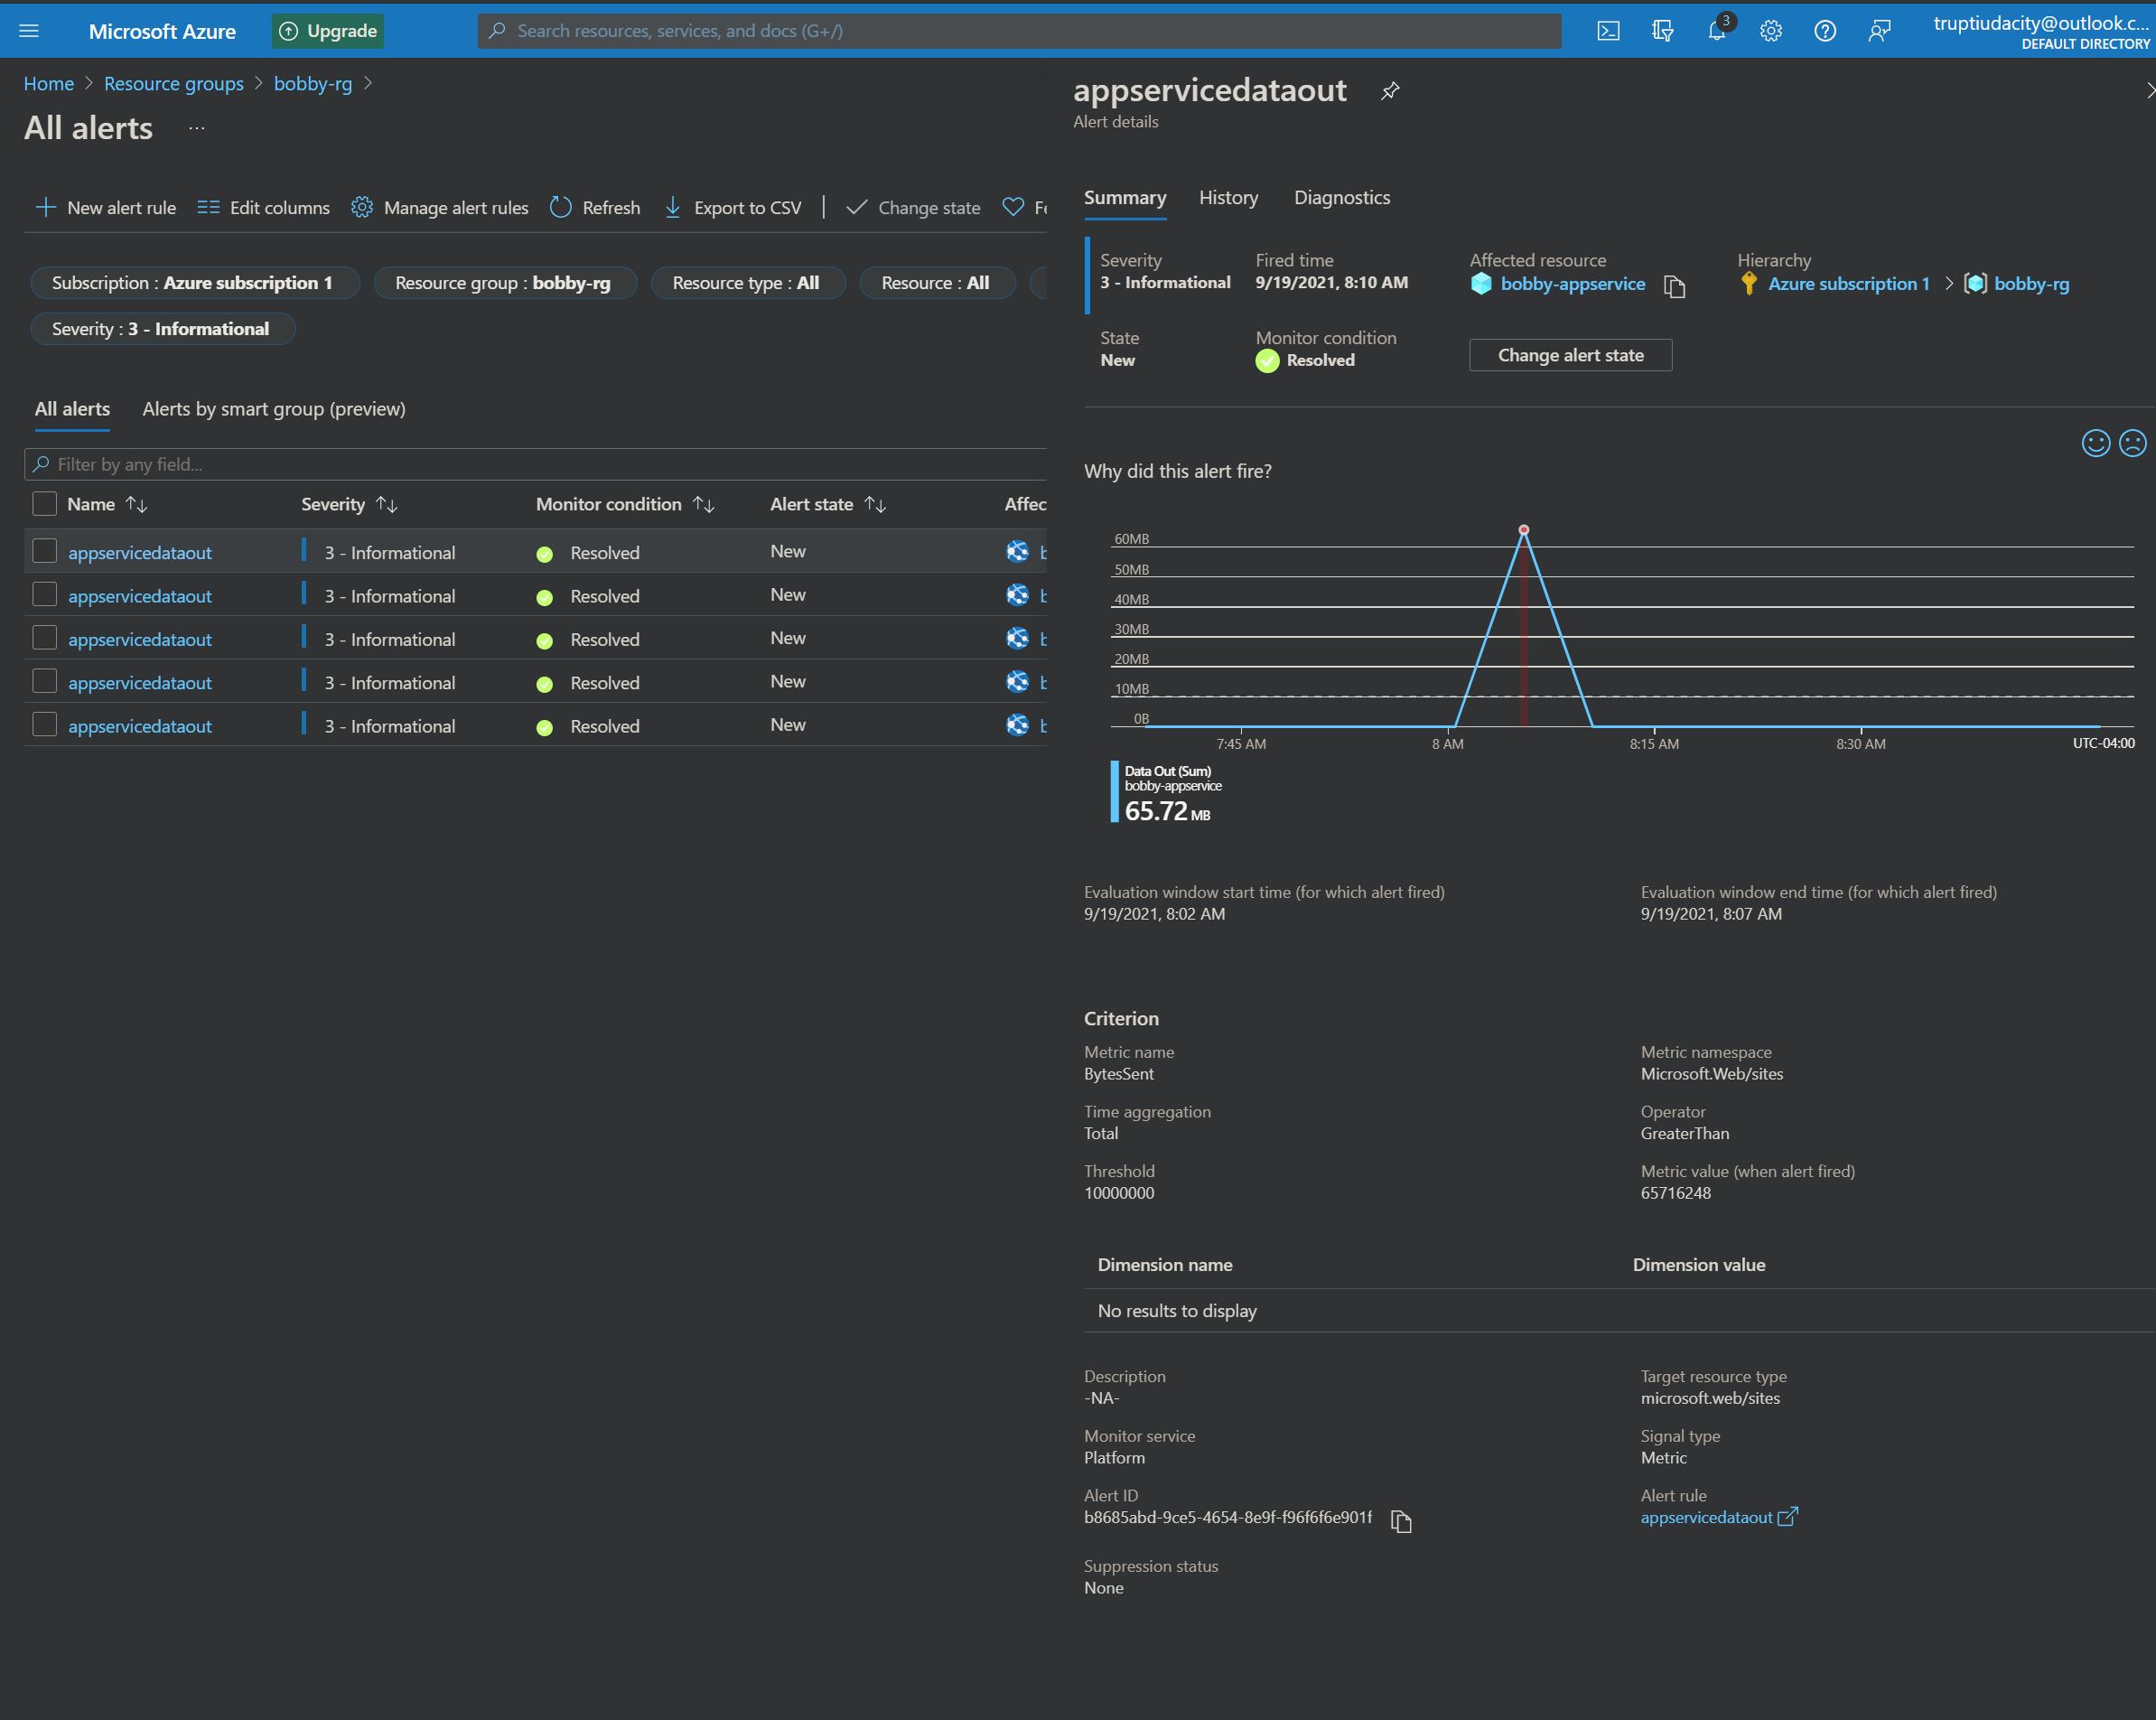 Microsoft Azure
Upgrade
Search resources, services, and docs (G+/)
3
truptiudacity@outlook.c...
DEFAULT DIRECTORY
Home > Resource groups > bobby-rg >
All alerts ...
New alert rule
Edit columns
Manage alert rules
Refresh
Export to CSV
Change state
Subscription : Azure subscription 1
Resource group : bobby-rg
Resource type : All
Resource : All
Severity : 3 - Informational
All alerts
Alerts by smart group (preview)
Filter by any field...
Name Severity Monitor condition Alert state Affec
appservicedataout 3 - Informational Resolved New
appservicedataout 3 - Informational Resolved New
appservicedataout 3 - Informational Resolved New
appservicedataout 3 - Informational Resolved New
appservicedataout 3 - Informational Resolved New
appservicedataout
Alert details
Summary History Diagnostics
Severity
3 - Informational
Fired time
9/19/2021, 8:10 AM
Affected resource
bobby-appservice
Hierarchy
Azure subscription 1 > bobby-rg
State
New
Monitor condition
Resolved
Change alert state
Why did this alert fire?
60MB
50MB
40MB
30MB
20MB
10MB
0B
7:45 AM 8 AM 8:15 AM 8:30 AM UTC-04:00
Data Out (Sum)
bobby-appservice
65.72 MB
Evaluation window start time (for which alert fired)
9/19/2021, 8:02 AM
Evaluation window end time (for which alert fired)
9/19/2021, 8:07 AM
Criterion
Metric name
BytesSent
Metric namespace
Microsoft.Web/sites
Time aggregation
Total
Operator
GreaterThan
Threshold
10000000
Metric value (when alert fired)
65716248
Dimension name Dimension value
No results to display
Description
-NA-
Target resource type
microsoft.web/sites
Monitor service
Platform
Signal type
Metric
Alert ID
b8685abd-9ce5-4654-8e9f-f96f6f6e901f
Alert rule
appservicedataout
Suppression status
None